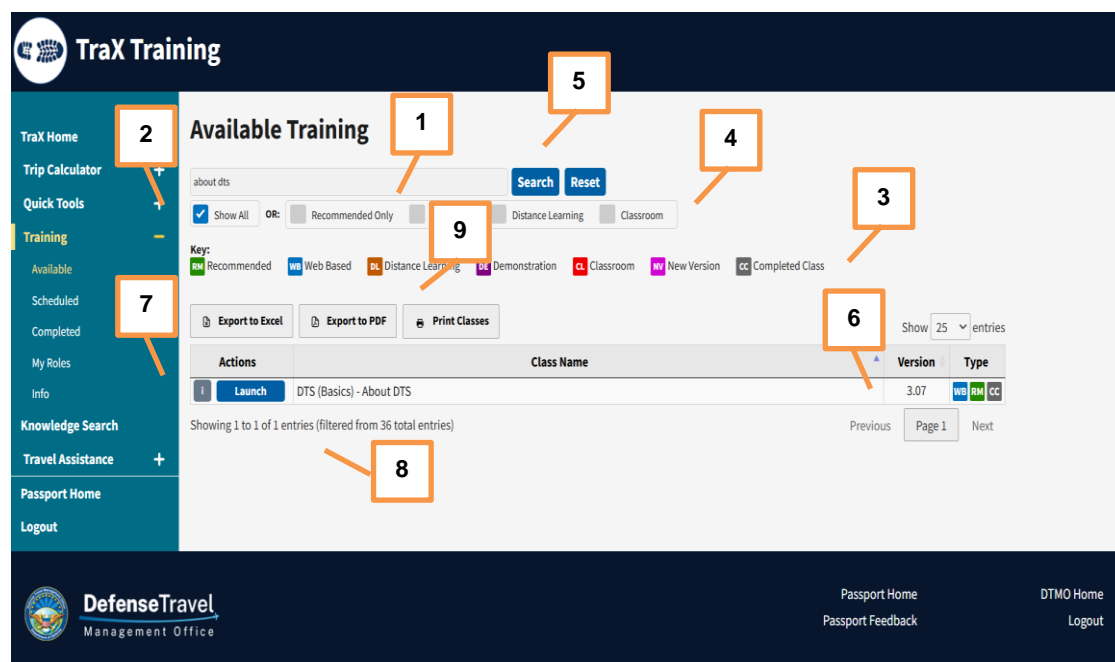 TraX Training
5
1
2
4
TraX Home
Available Training
Trip Calculator +
about dts Search Reset
Quick Tools +
Show All OR: Recommended Only Distance Learning Classroom
3
9
Training –
Key:
RM Recommended WB Web Based DL Distance Learning DE Demonstration CL Classroom NV New Version CC Completed Class
Available
Scheduled
7
6
Export to Excel Export to PDF Print Classes
Show 25 entries
Completed
My Roles
Actions Class Name Version Type
Info
i Launch DTS (Basics) - About DTS 3.07 WB RM CC
Knowledge Search
Showing 1 to 1 of 1 entries (filtered from 36 total entries) Previous Page 1 Next
Travel Assistance +
8
Passport Home
Logout
DefenseTravel
Management Office
Passport Home DTMO Home
Passport Feedback Logout